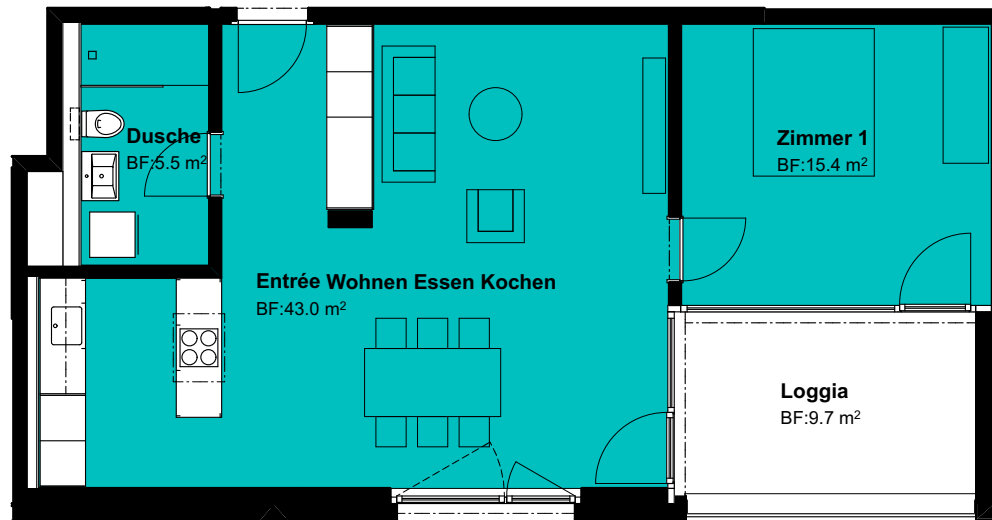 Dusche
BF:5.5 m²
Zimmer 1
BF:15.4 m²
Entrée Wohnen Essen Kochen
BF:43.0 m²
Loggia
BF:9.7 m²